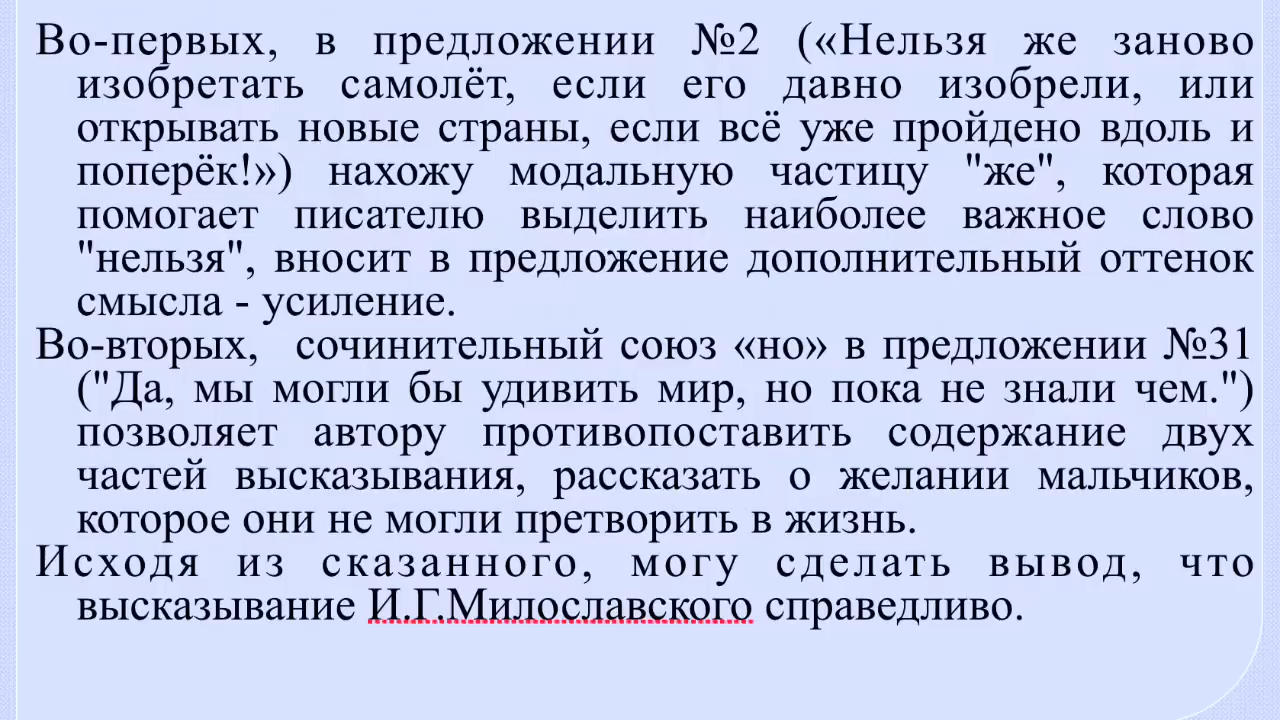 Во-первых, в предложении №2 («Нельзя же заново
изобретать самолёт, если его давно изобрели, или
открывать новые страны, если всё уже пройдено вдоль и
поперёк!») нахожу модальную частицу "же", которая
помогает писателю выделить наиболее важное слово
"нельзя", вносит в предложение дополнительный оттенок
смысла - усиление.
Во-вторых, сочинительный союз «но» в предложении №31
("Да, мы могли бы удивить мир, но пока не знали чем.")
позволяет автору противопоставить содержание двух
частей высказывания, рассказать о желании мальчиков,
которое они не могли претворить в жизнь.
Исходя из сказанного, могу сделать вывод, что
высказывание И.Г.Милославского справедливо.